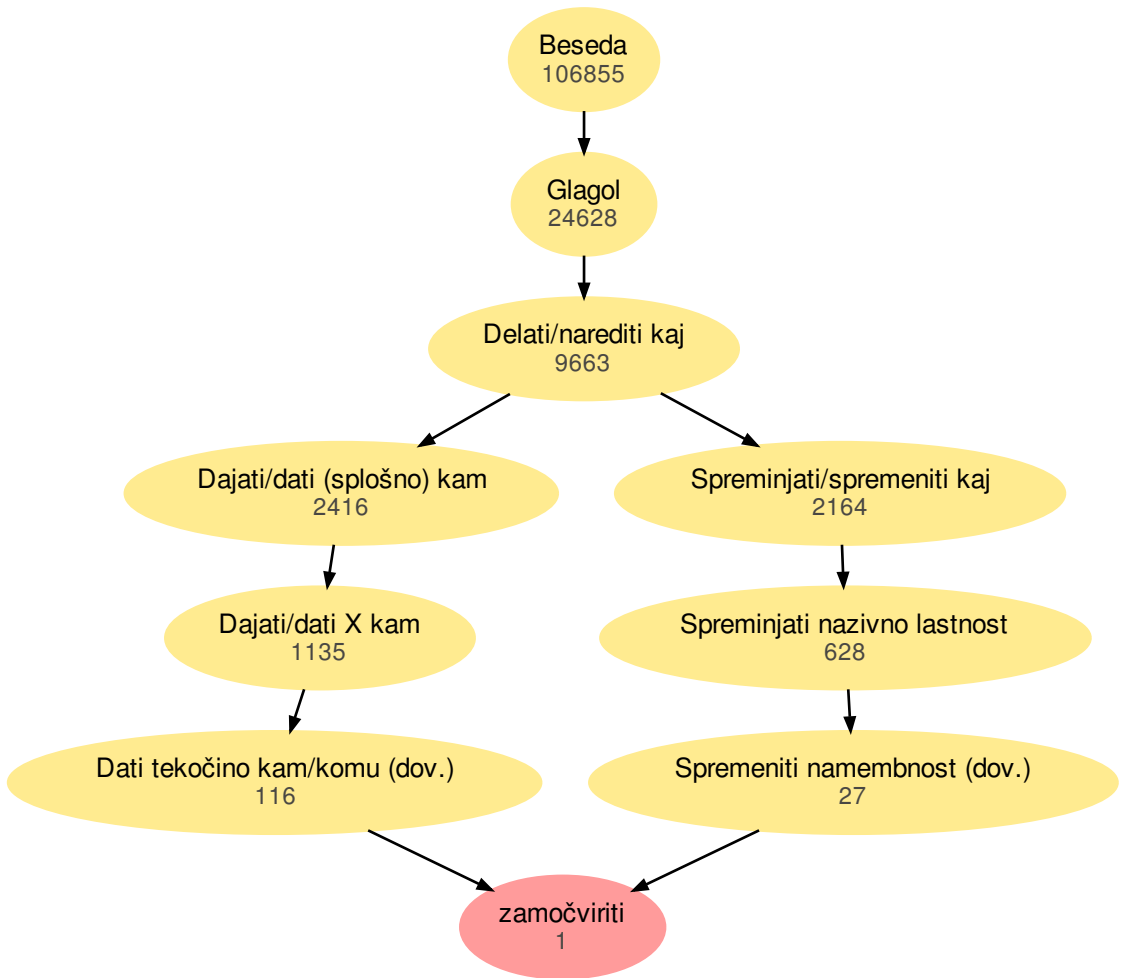 Beseda
106855
Glagol
24628
Delati/narediti kaj
9663
Dajati/dati (splošno) kam
2416
Spreminjati/spremeniti kaj
2164
Dajati/dati X kam
1135
Spreminjati nazivno lastnost
628
Dati tekočino kam/komu (dov.)
116
Spremeniti namembnost (dov.)
27
zamočviriti
1